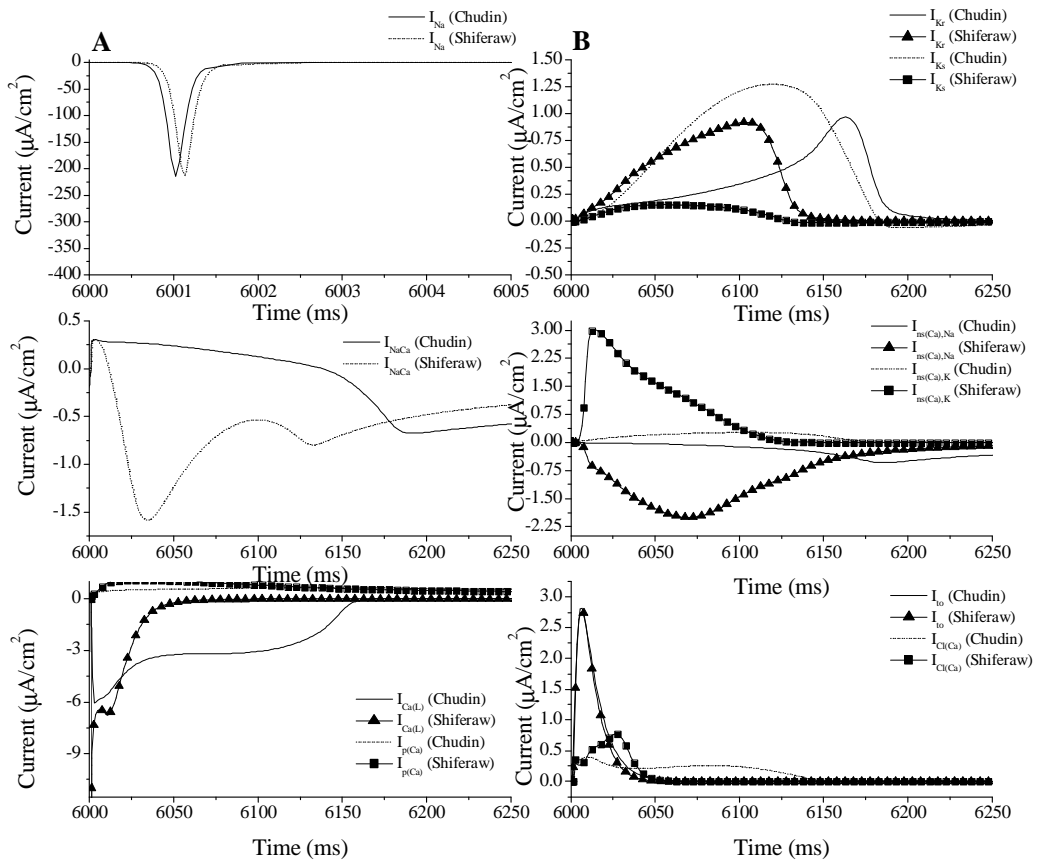 A
I_Na (Chudin)
I_Na (Shiferaw)
Current (μA/cm²)
0
-50
-100
-150
-200
-250
-300
-350
-400
6000 6001 6002 6003 6004 6005
Time (ms)
B
I_Kr (Chudin)
I_Kr (Shiferaw)
I_Ks (Chudin)
I_Ks (Shiferaw)
Current (μA/cm²)
1.50
1.25
1.00
0.75
0.50
0.25
0.00
-0.25
-0.50
6000 6050 6100 6150 6200 6250
Time (ms)
I_NaCa (Chudin)
I_NaCa (Shiferaw)
Current (μA/cm²)
0.5
0.0
-0.5
-1.0
-1.5
6000 6050 6100 6150 6200 6250
Time (ms)
I_ns(Ca),Na (Chudin)
I_ns(Ca),Na (Shiferaw)
I_ns(Ca),K (Chudin)
I_ns(Ca),K (Shiferaw)
Current (μA/cm²)
3.00
2.25
1.50
0.75
0.00
-0.75
-1.50
-2.25
6000 6050 6100 6150 6200 6250
Time (ms)
I_Ca(L) (Chudin)
I_Ca(L) (Shiferaw)
I_p(Ca) (Chudin)
I_p(Ca) (Shiferaw)
Current (μA/cm²)
0
-3
-6
-9
6000 6050 6100 6150 6200 6250
Time (ms)
I_to (Chudin)
I_to (Shiferaw)
I_Cl(Ca) (Chudin)
I_Cl(Ca) (Shiferaw)
Current (μA/cm²)
3.0
2.5
2.0
1.5
1.0
0.5
0.0
6000 6050 6100 6150 6200 6250
Time (ms)